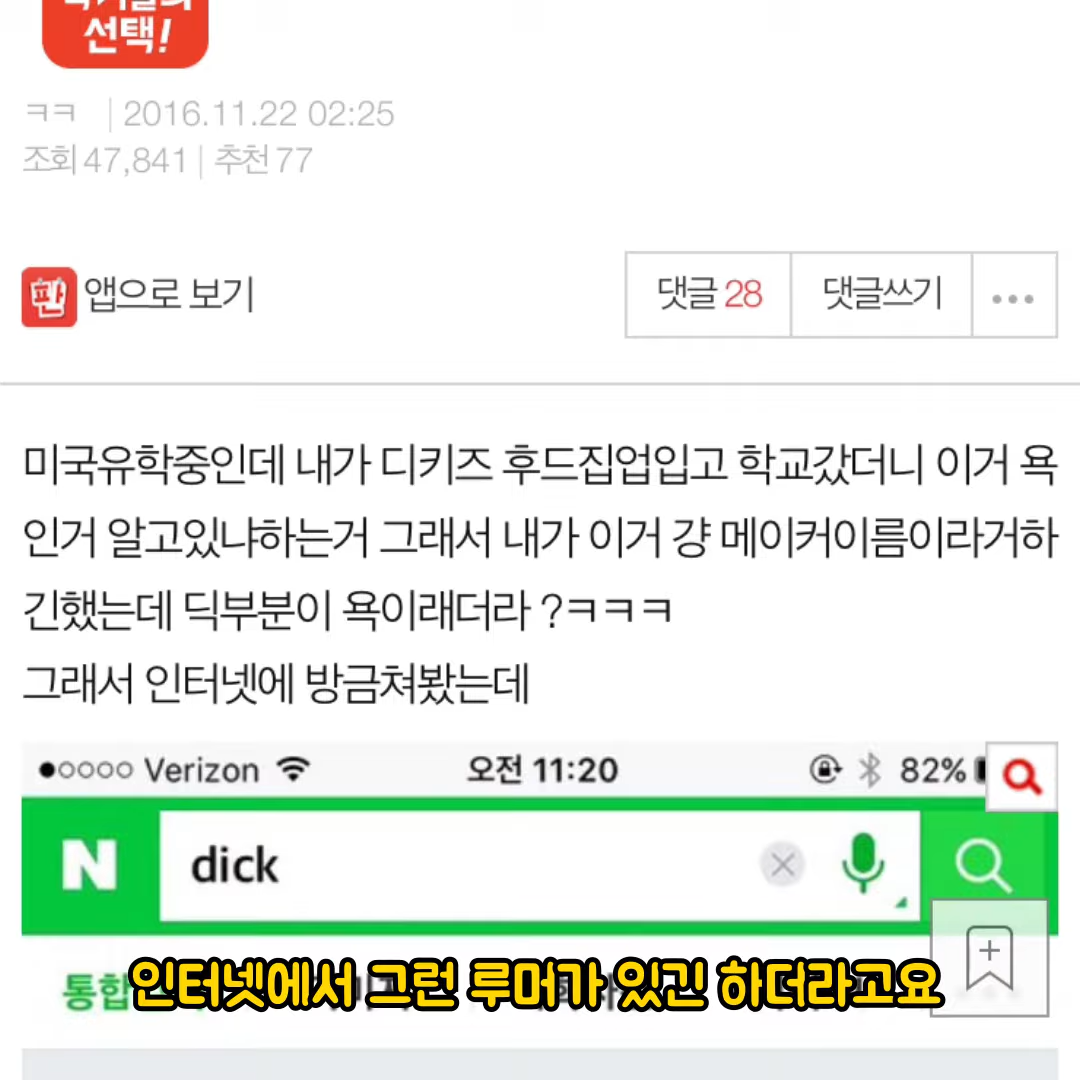 선택!
ㅋㅋ | 2016.11.22 02:25
조회 47,841 | 추천 77
판 앱으로 보기
댓글 28 댓글쓰기 •••
미국유학중인데 내가 디키즈 후드집업입고 학교갔더니 이거 욕
인거 알고있냐하는거 그래서 내가 이거 걍 메이커이름이라거하
긴했는데 딕부분이 욕이래더라 ?ㅋㅋㅋ
그래서 인터넷에 방금쳐봤는데
Verizon 오전 11:20 82%
N dick
통합
인터넷에서 그런 루머가 있긴 하더라고요